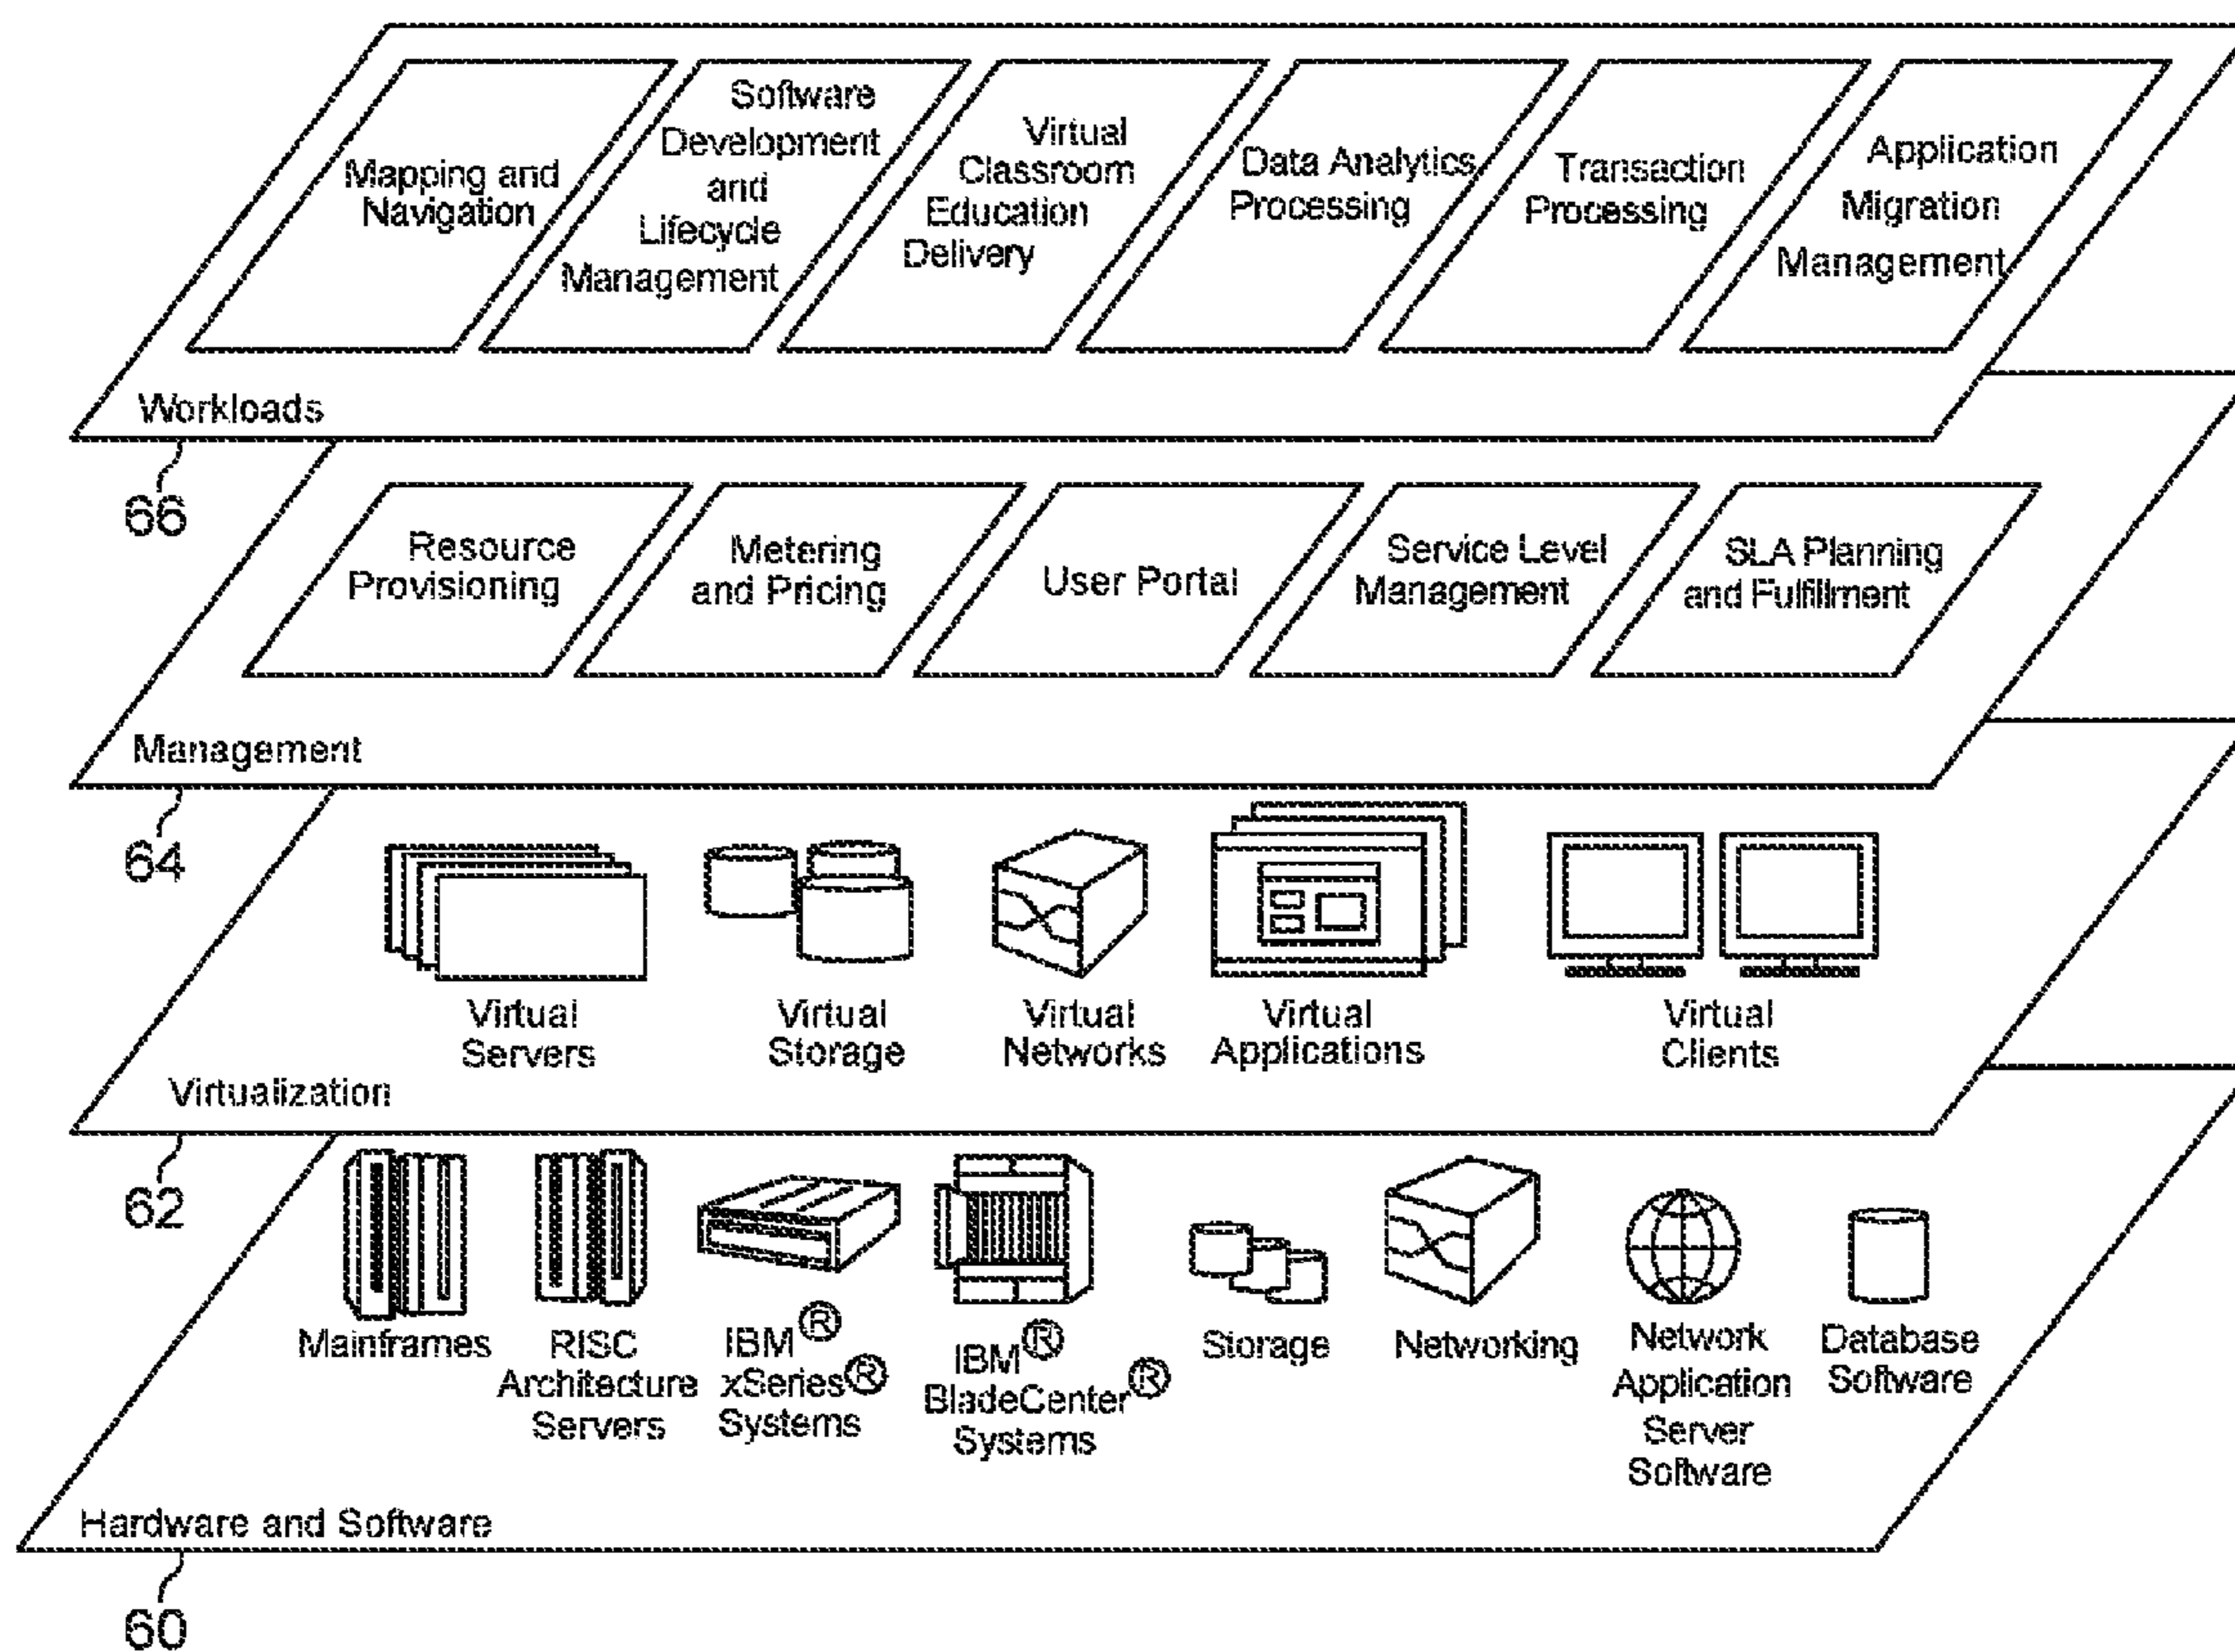 Mapping and
Navigation
Software
Development
and
Lifecycle
Management
Virtual
Classroom
Education
Delivery
Data Analytics
Processing
Transaction
Processing
Application
Migration
Management
Workloads
66
Resource
Provisioning
Metering
and Pricing
User Portal
Service Level
Management
SLA Planning
and Fulfillment
Management
64
Virtual
Servers
Virtual
Storage
Virtual
Networks
Virtual
Applications
Virtual
Clients
Virtualization
62
Mainframes
RISC
Architecture
Servers
IBM®
xSeries®
Systems
IBM®
BladeCenter®
Systems
Storage
Networking
Network
Application
Server
Software
Database
Software
Hardware and Software
60